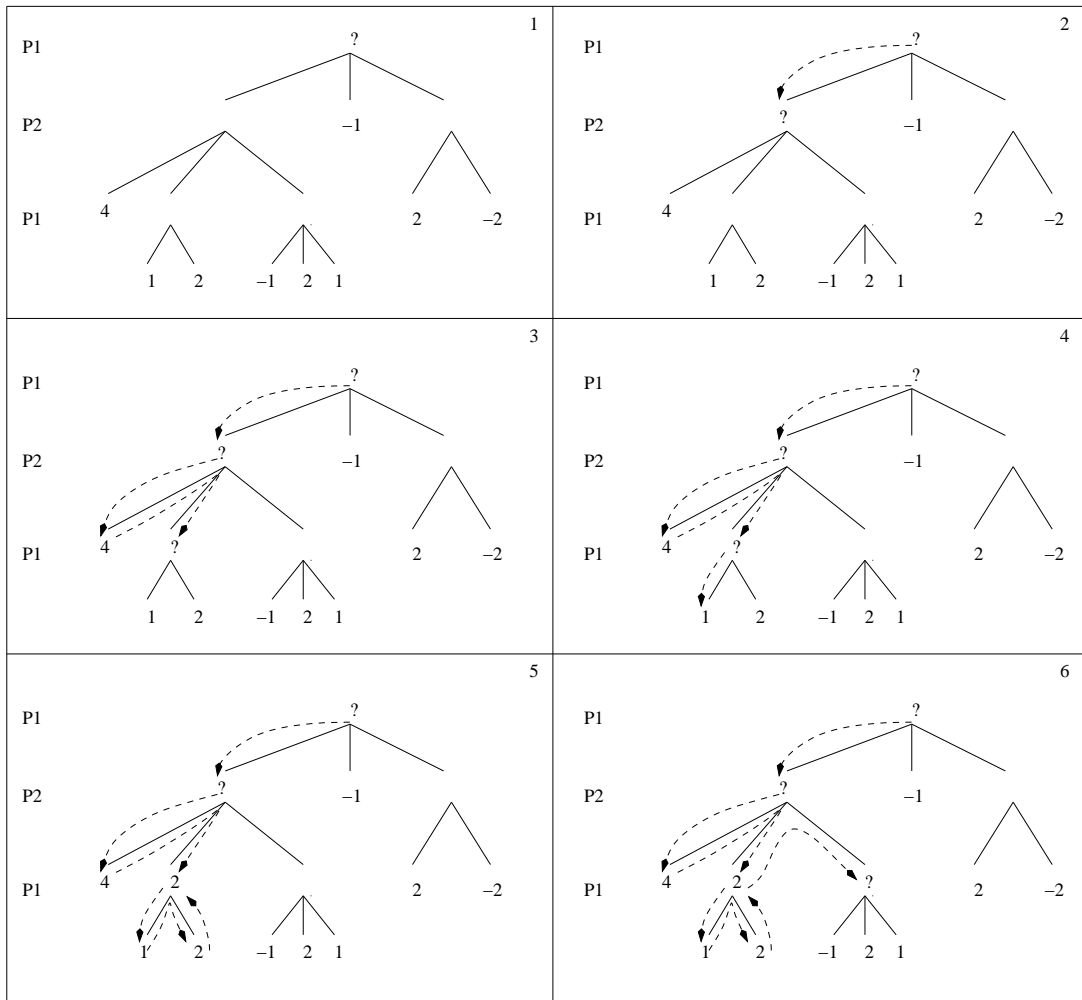 1
P1 ?
P2 –1
P1 4 2 –2
1 2 –1 2 1
2
P1 ?
P2 ? –1
P1 4 2 –2
1 2 –1 2 1
3
P1 ?
P2 ? –1
P1 4 ? 2 –2
1 2 –1 2 1
4
P1 ?
P2 ? –1
P1 4 ? 2 –2
1 2 –1 2 1
5
P1 ?
P2 ? –1
P1 4 2 2 –2
1 2 –1 2 1
6
P1 ?
P2 ? –1
P1 4 2 ? 2 –2
1 2 –1 2 1